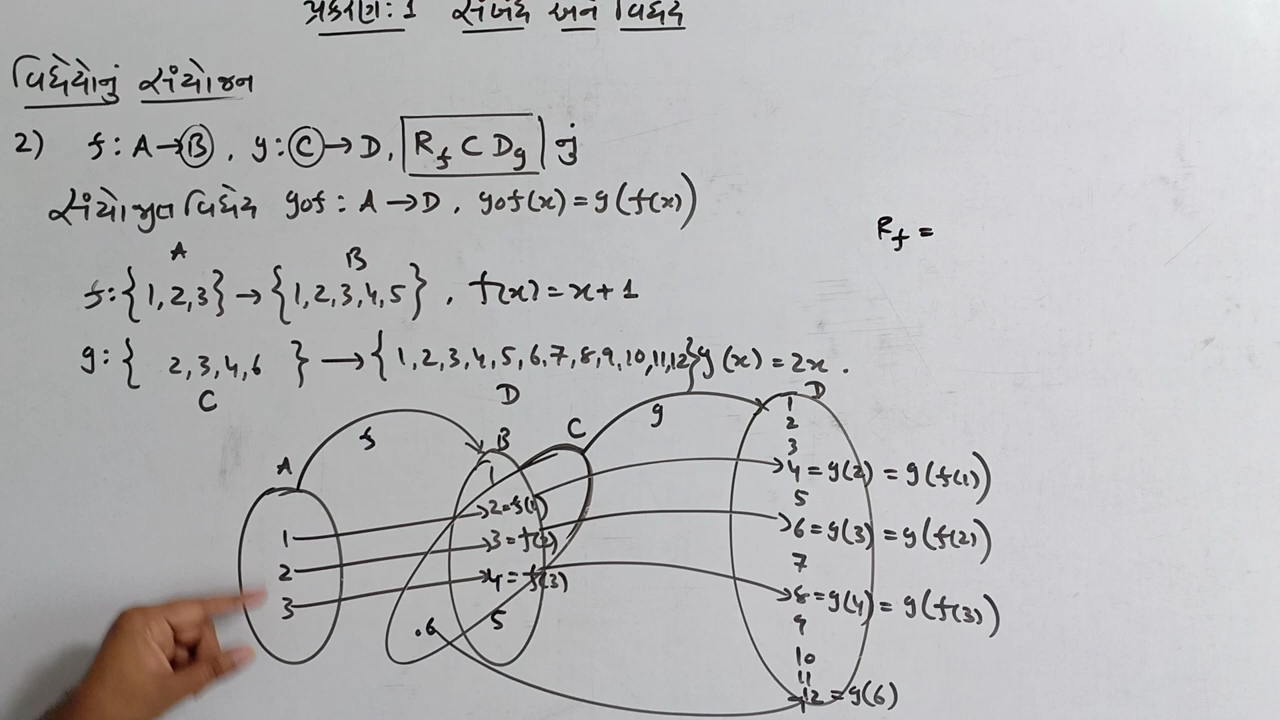 પ્રકરણ: 1 સંબંધ અને વિધેય
વિધેયોનું સંયોજન
2) f : A → B , g : C → D, R_f ⊂ D_g નું
સંયોજિત વિધેય gof : A → D , gof(x) = g(f(x))
R_f =
A B
f : {1, 2, 3} → {1, 2, 3, 4, 5} , f(x) = x + 1
g : { 2, 3, 4, 6 } → {1, 2, 3, 4, 5, 6, 7, 8, 9, 10, 11, 12} g(x) = 2x .
C D
f g
A B C D
1
2
3
1
2 = f(1)
3 = f(2)
4 = f(3)
5
.6
1
2
3
4 = g(2) = g(f(1))
5
6 = g(3) = g(f(2))
7
8 = g(4) = g(f(3))
9
10
11
12 = g(6)